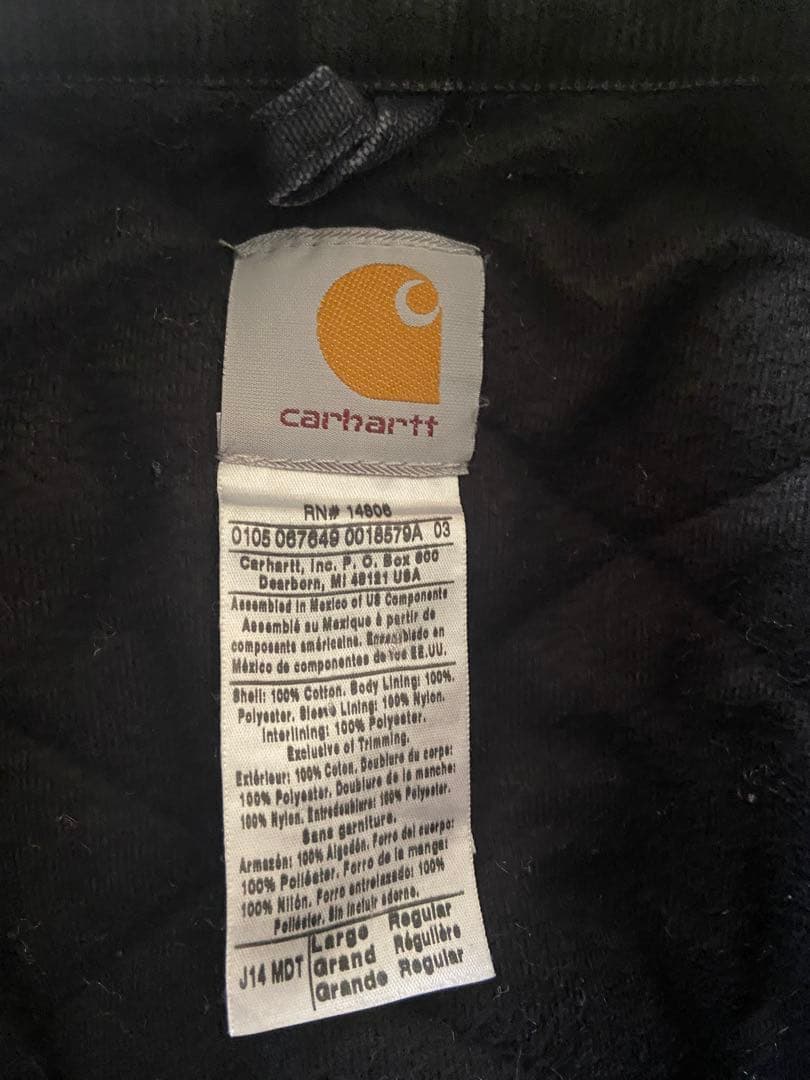 carhartt
RN# 14806
0105 067649 0018579A 03
Carhartt, Inc. P. O. Box 600
Dearborn, MI 48121 USA
Assembled in Mexico of US Components
Assemblé au Mexique à partir de
composants américains. Ensamblado en
México de componentes de los EE.UU.
Shell: 100% Cotton. Body Lining: 100%.
Polyester. Sleeve Lining: 100% Nylon.
Interlining: 100% Polyester.
Exclusive of Trimming.
Extérieur: 100% Coton. Doublure du corps:
100% Polyester. Doublure de la manche:
100% Nylon. Entredoublure: 100% Polyester.
Sans garniture.
Armazón: 100% Algodón. Forro del cuerpo:
100% Poliéster. Forro de la manga:
100% Nilón. Forro entrelazado: 100%
Poliéster. Sin incluir adorno.
J14 MDT
Large Regular
Grand Régulière
Grande Regular